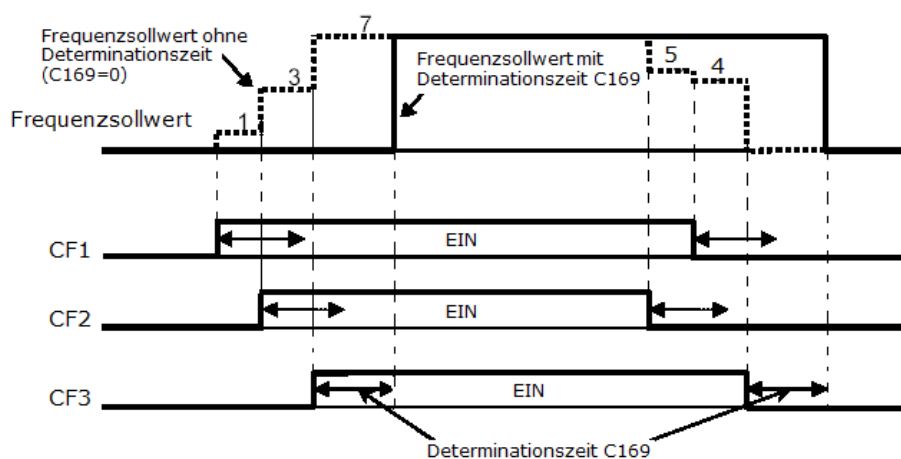 Frequenzsollwert ohne
Determinationszeit
(C169=0)
7
3
1
5
4
Frequenzsollwert mit
Determinationszeit C169
Frequenzsollwert
CF1
EIN
CF2
EIN
CF3
EIN
Determinationszeit C169